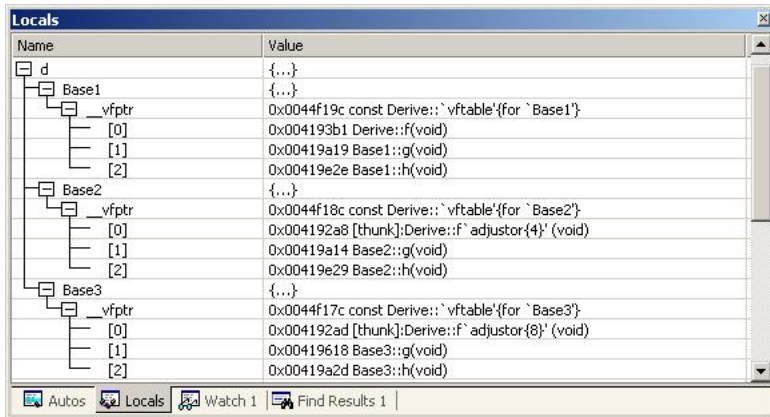 Locals
Name Value
d {...}
Base1 {...}
__vfptr 0x0044f19c const Derive::`vftable'{for `Base1'}
[0] 0x004193b1 Derive::f(void)
[1] 0x00419a19 Base1::g(void)
[2] 0x00419e2e Base1::h(void)
Base2 {...}
__vfptr 0x0044f18c const Derive::`vftable'{for `Base2'}
[0] 0x004192a8 [thunk]:Derive::f`adjustor{4}' (void)
[1] 0x00419a14 Base2::g(void)
[2] 0x00419e29 Base2::h(void)
Base3 {...}
__vfptr 0x0044f17c const Derive::`vftable'{for `Base3'}
[0] 0x004192ad [thunk]:Derive::f`adjustor{8}' (void)
[1] 0x00419618 Base3::g(void)
[2] 0x00419a2d Base3::h(void)
Autos Locals Watch 1 Find Results 1